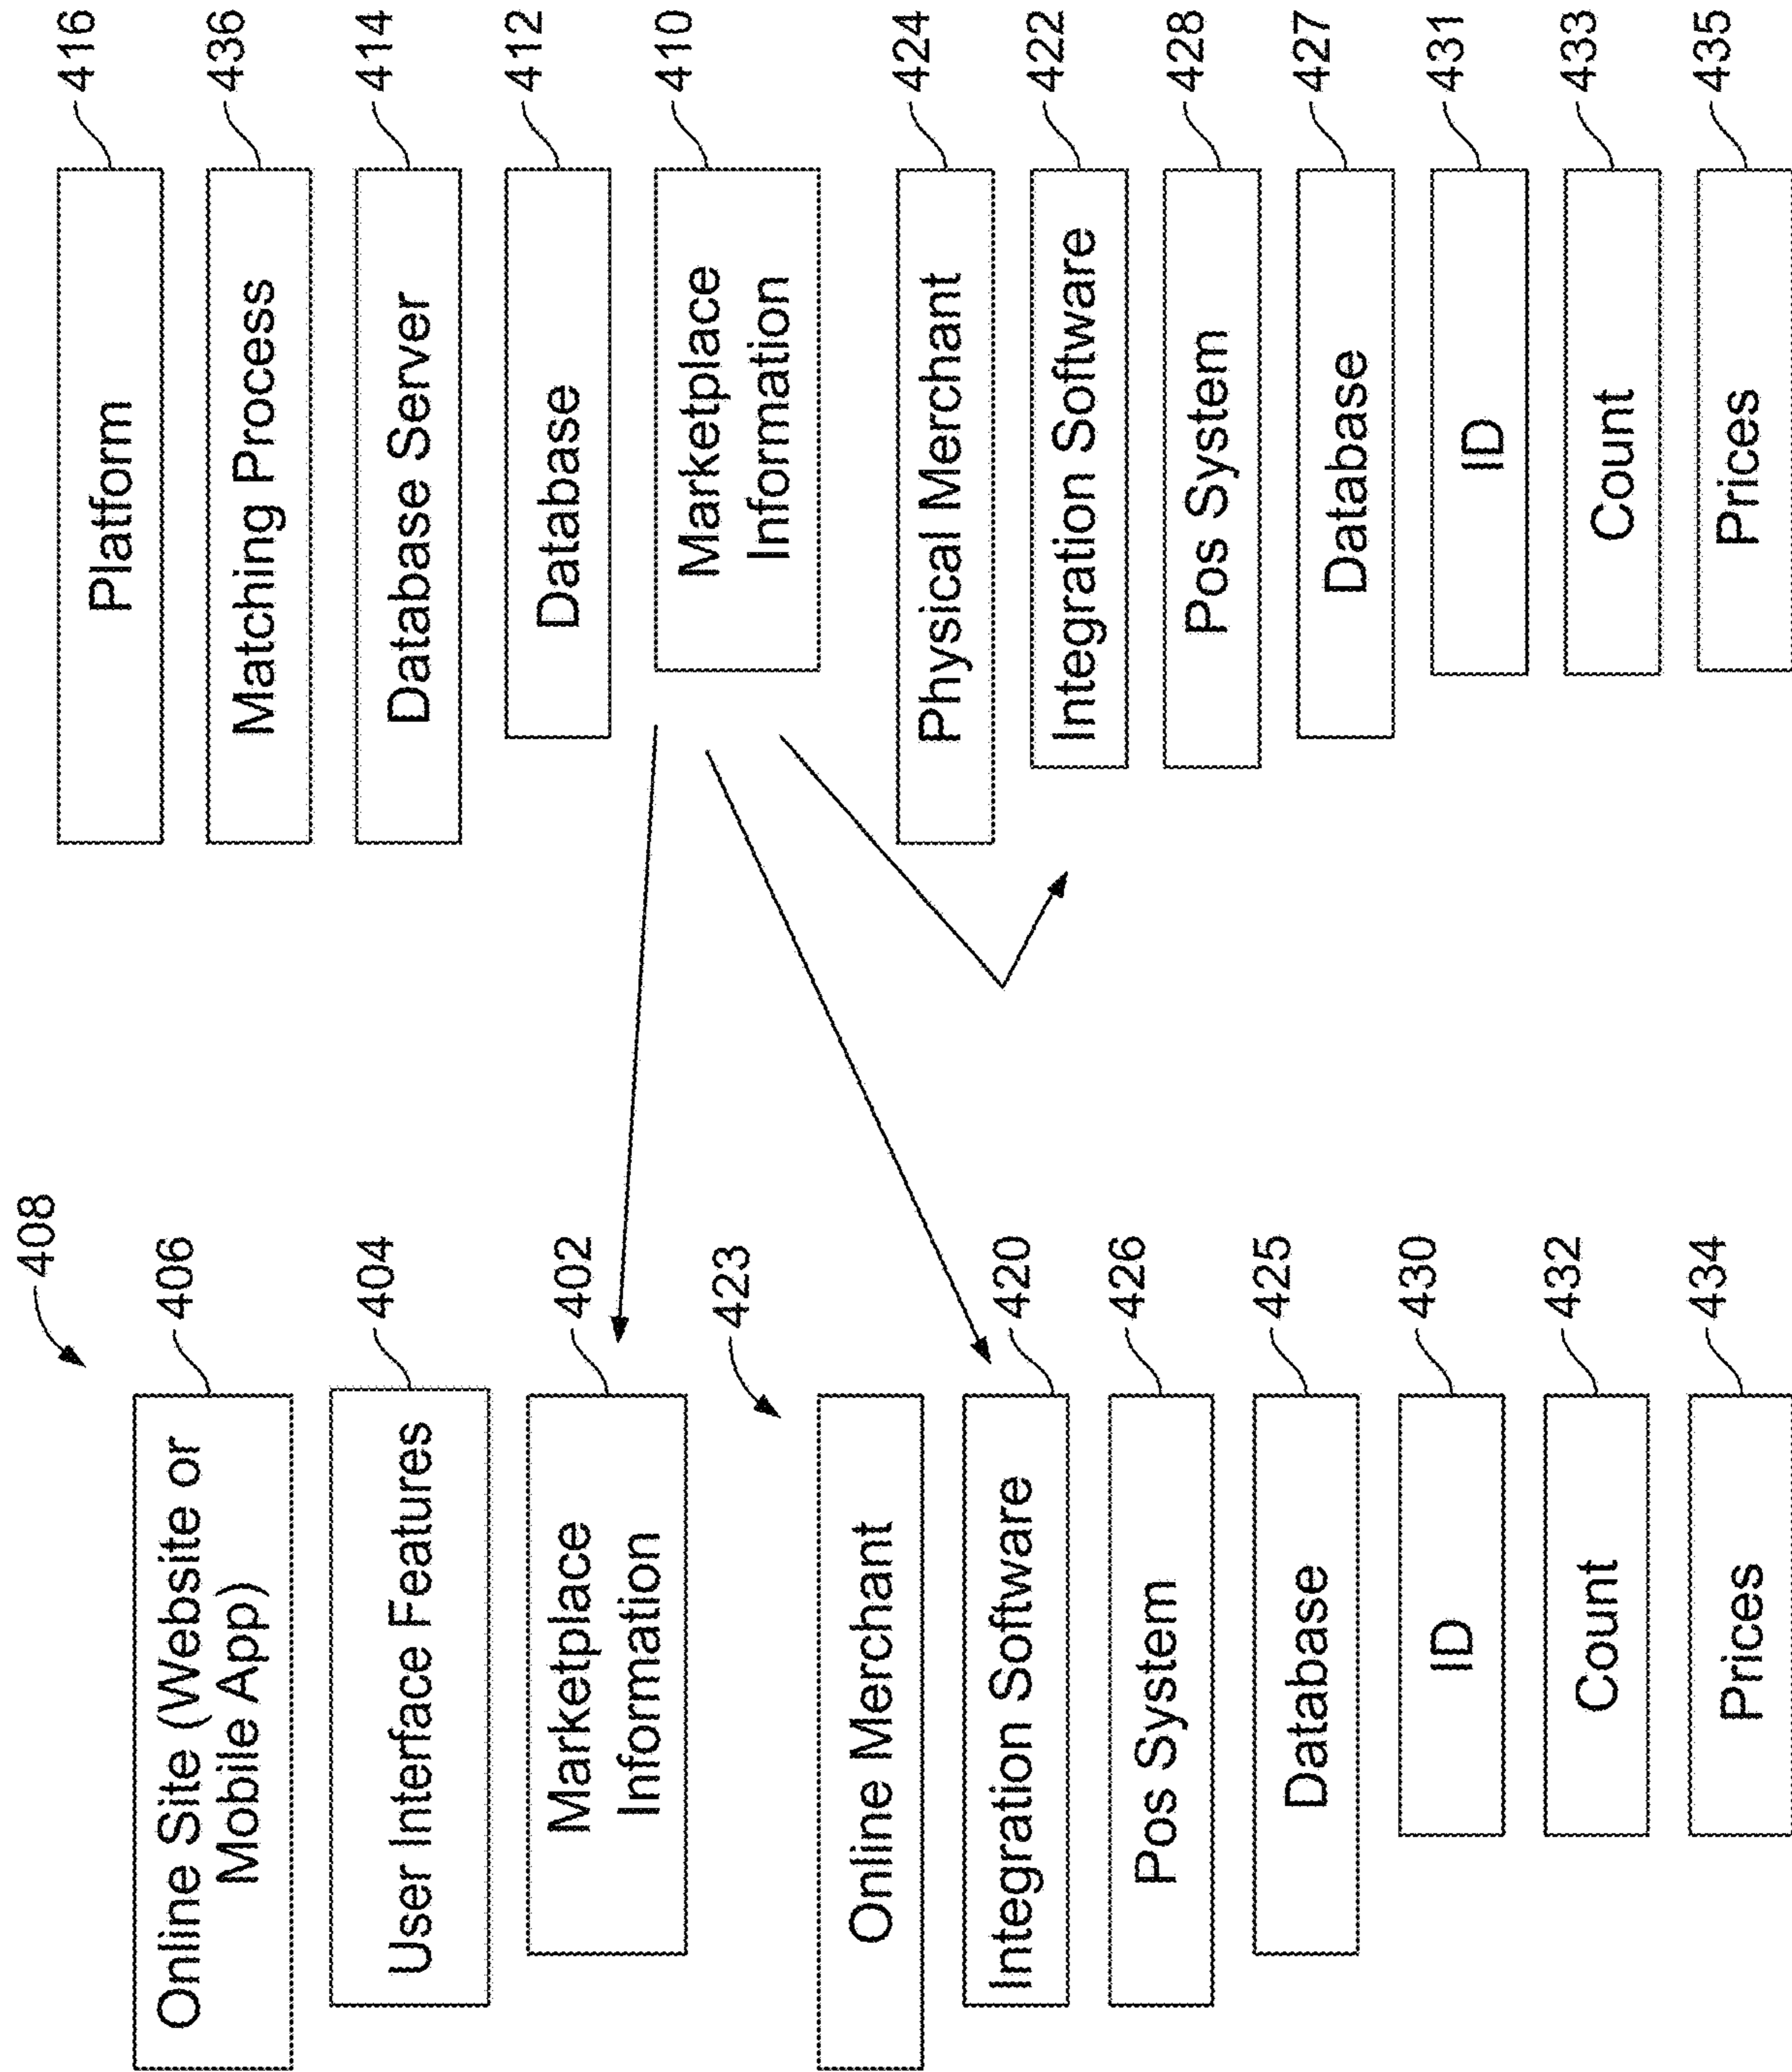 408
Online Site (Website or
Mobile App)
406
User Interface Features
404
Marketplace
Information
402
423
Online Merchant
Integration Software
420
Pos System
426
Database
425
ID
430
Count
432
Prices
434
Platform
416
Matching Process
436
Database Server
414
Database
412
Marketplace
Information
410
Physical Merchant
424
Integration Software
422
Pos System
428
Database
427
ID
431
Count
433
Prices
435